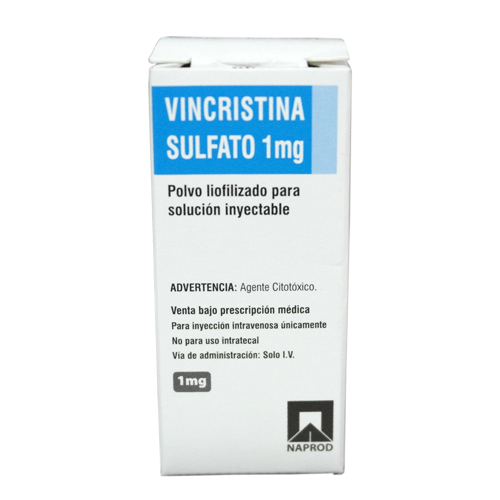 VINCRISTINA
SULFATO 1mg
Polvo liofilizado para
solución inyectable
ADVERTENCIA: Agente Citotóxico.
Venta bajo prescripción médica
Para inyección intravenosa únicamente
No para uso intratecal
Vía de administración: Solo I.V.
1mg
NAPROD